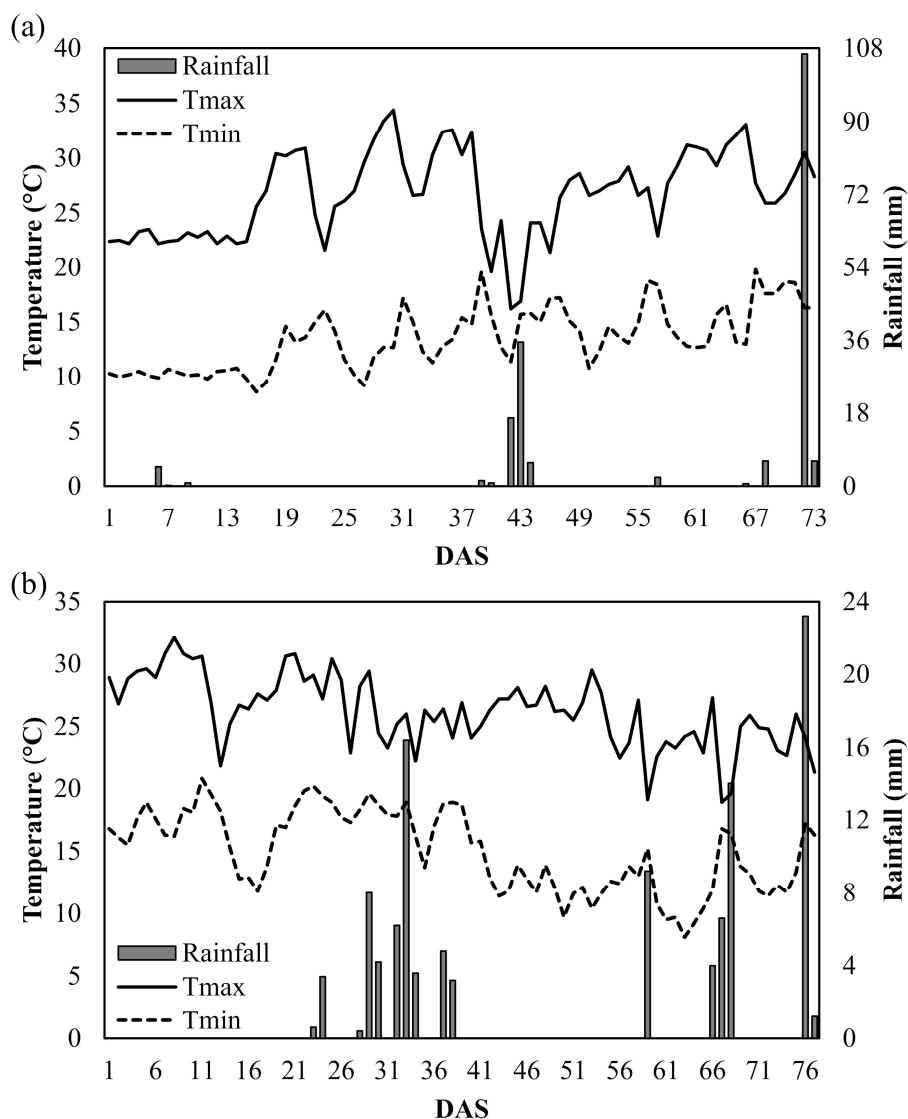 (a)
40 108
Rainfall
35 Tmax 90
Tmin
30
25 72
20 54
15 36
10
5 18
0 0
Temperature (°C)
Rainfall (mm)
1 7 13 19 25 31 37 43 49 55 61 67 73
DAS
(b)
35 24
30 20
25 16
20
15 12
10 8
5 4
0 0
Temperature (°C)
Rainfall (mm)
Rainfall
Tmax
Tmin
1 6 11 16 21 26 31 36 41 46 51 56 61 66 71 76
DAS